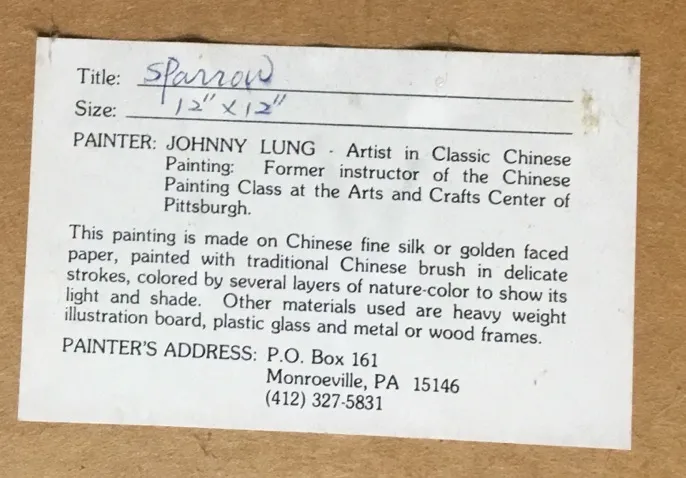 Title: Sparrow
Size: 12" x 12"
PAINTER: JOHNNY LUNG - Artist in Classic Chinese
Painting: Former instructor of the Chinese
Painting Class at the Arts and Crafts Center of
Pittsburgh.
This painting is made on Chinese fine silk or golden faced
paper, painted with traditional Chinese brush in delicate
strokes, colored by several layers of nature-color to show its
light and shade. Other materials used are heavy weight
illustration board, plastic glass and metal or wood frames.
PAINTER'S ADDRESS: P.O. Box 161
Monroeville, PA 15146
(412) 327-5831